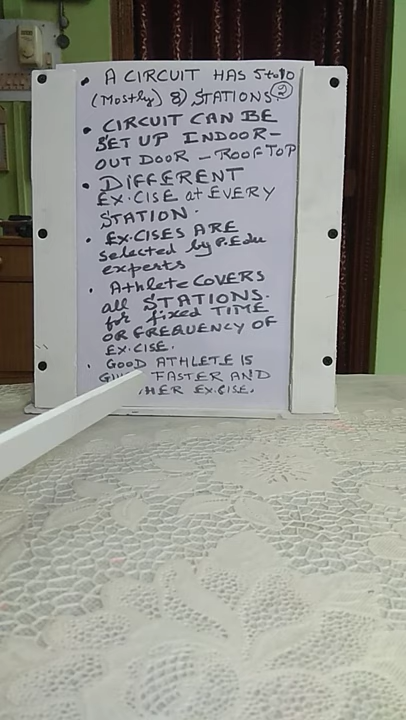 • A CIRCUIT HAS 5 to 10
(Mostly) 8) STATIONS. ②
• CIRCUIT CAN BE
SET UP INDOOR-
OUT DOOR - ROOF TOP
• DIFFERENT
EX.CISE at EVERY
STATION.
• EX.CISES ARE
selected by P.Edu
experts
• Athlete COVERS
all STATIONS.
for fixed TIME
OR FREQUENCY OF
EX.CISE.
• GOOD ATHLETE IS
FASTER AND
HER EX.CISE.